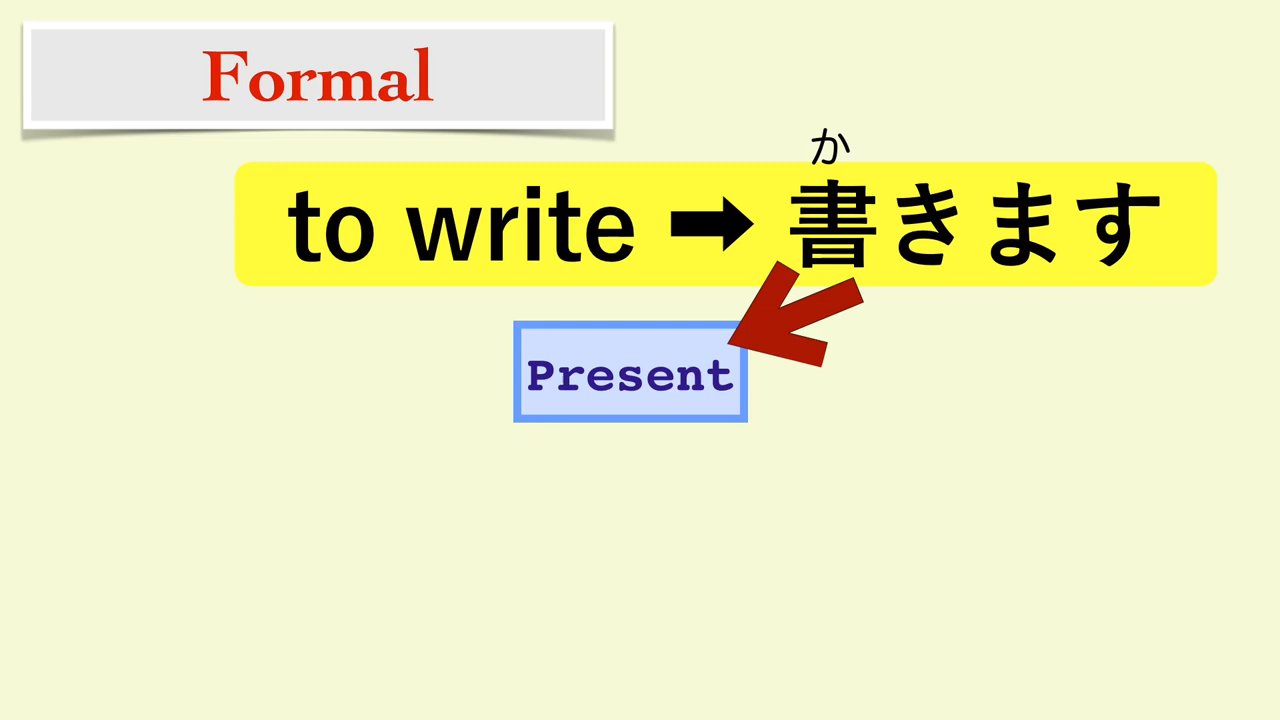 Formal
か
to write ➡ 書きます
Present